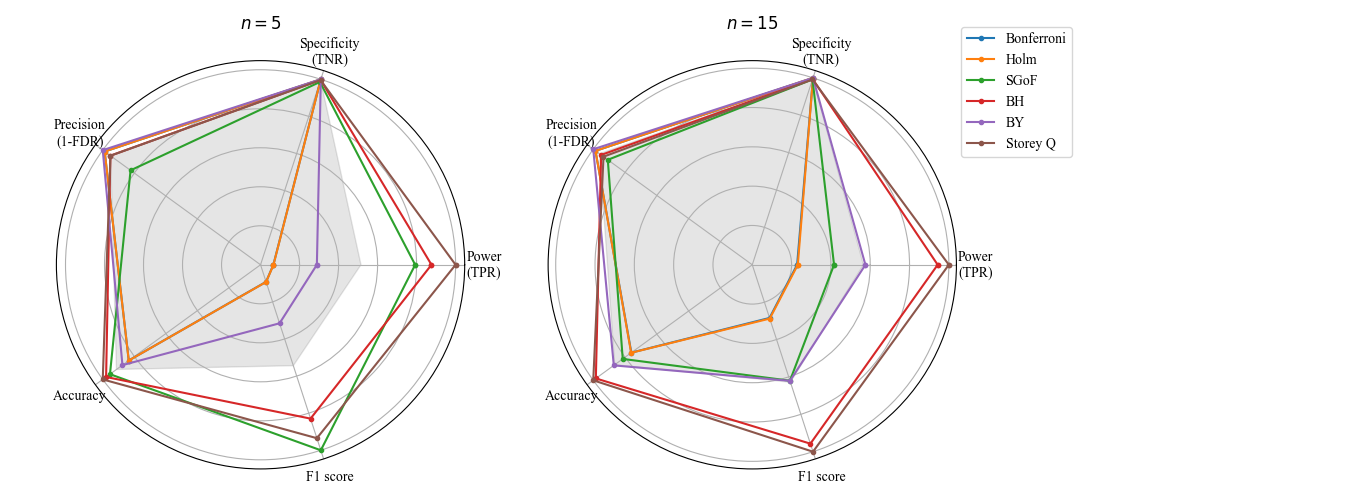 n = 5
Specificity
(TNR)
Precision
(1-FDR)
Power
(TPR)
Accuracy
F1 score
n = 15
Specificity
(TNR)
Precision
(1-FDR)
Power
(TPR)
Accuracy
F1 score
Bonferroni
Holm
SGoF
BH
BY
Storey Q